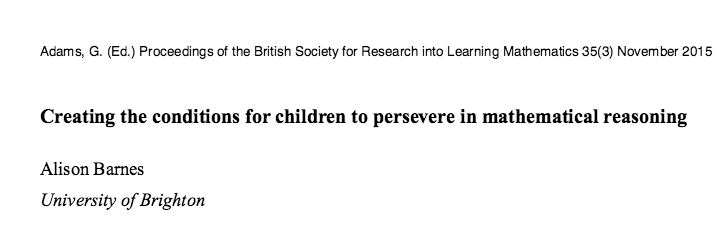 Adams, G. (Ed.) Proceedings of the British Society for Research into Learning Mathematics 35(3) November 2015
Creating the conditions for children to persevere in mathematical reasoning
Alison Barnes
University of Brighton